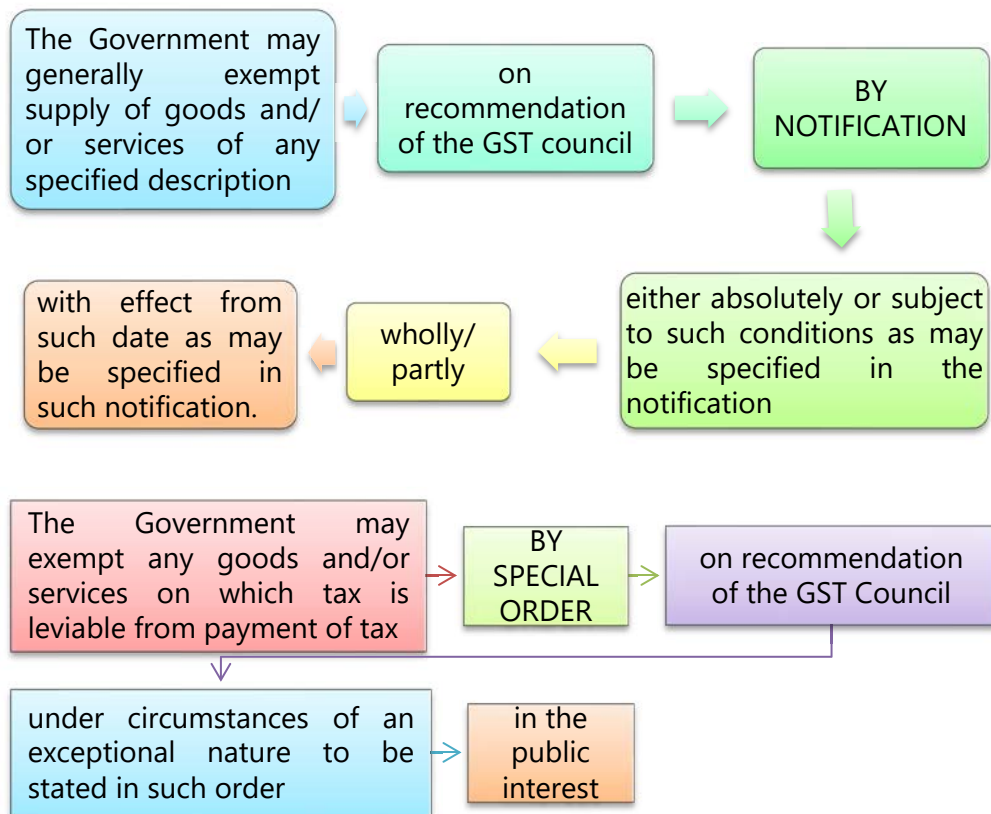 The Government may
generally exempt
supply of goods and/
or services of any
specified description
on
recommendation
of the GST council
BY
NOTIFICATION
either absolutely or subject
to such conditions as may
be specified in the
notification
wholly/
partly
with effect from
such date as may
be specified in
such notification.
The Government may
exempt any goods and/or
services on which tax is
leviable from payment of tax
BY
SPECIAL
ORDER
on recommendation
of the GST Council
under circumstances of an
exceptional nature to be
stated in such order
in the
public
interest